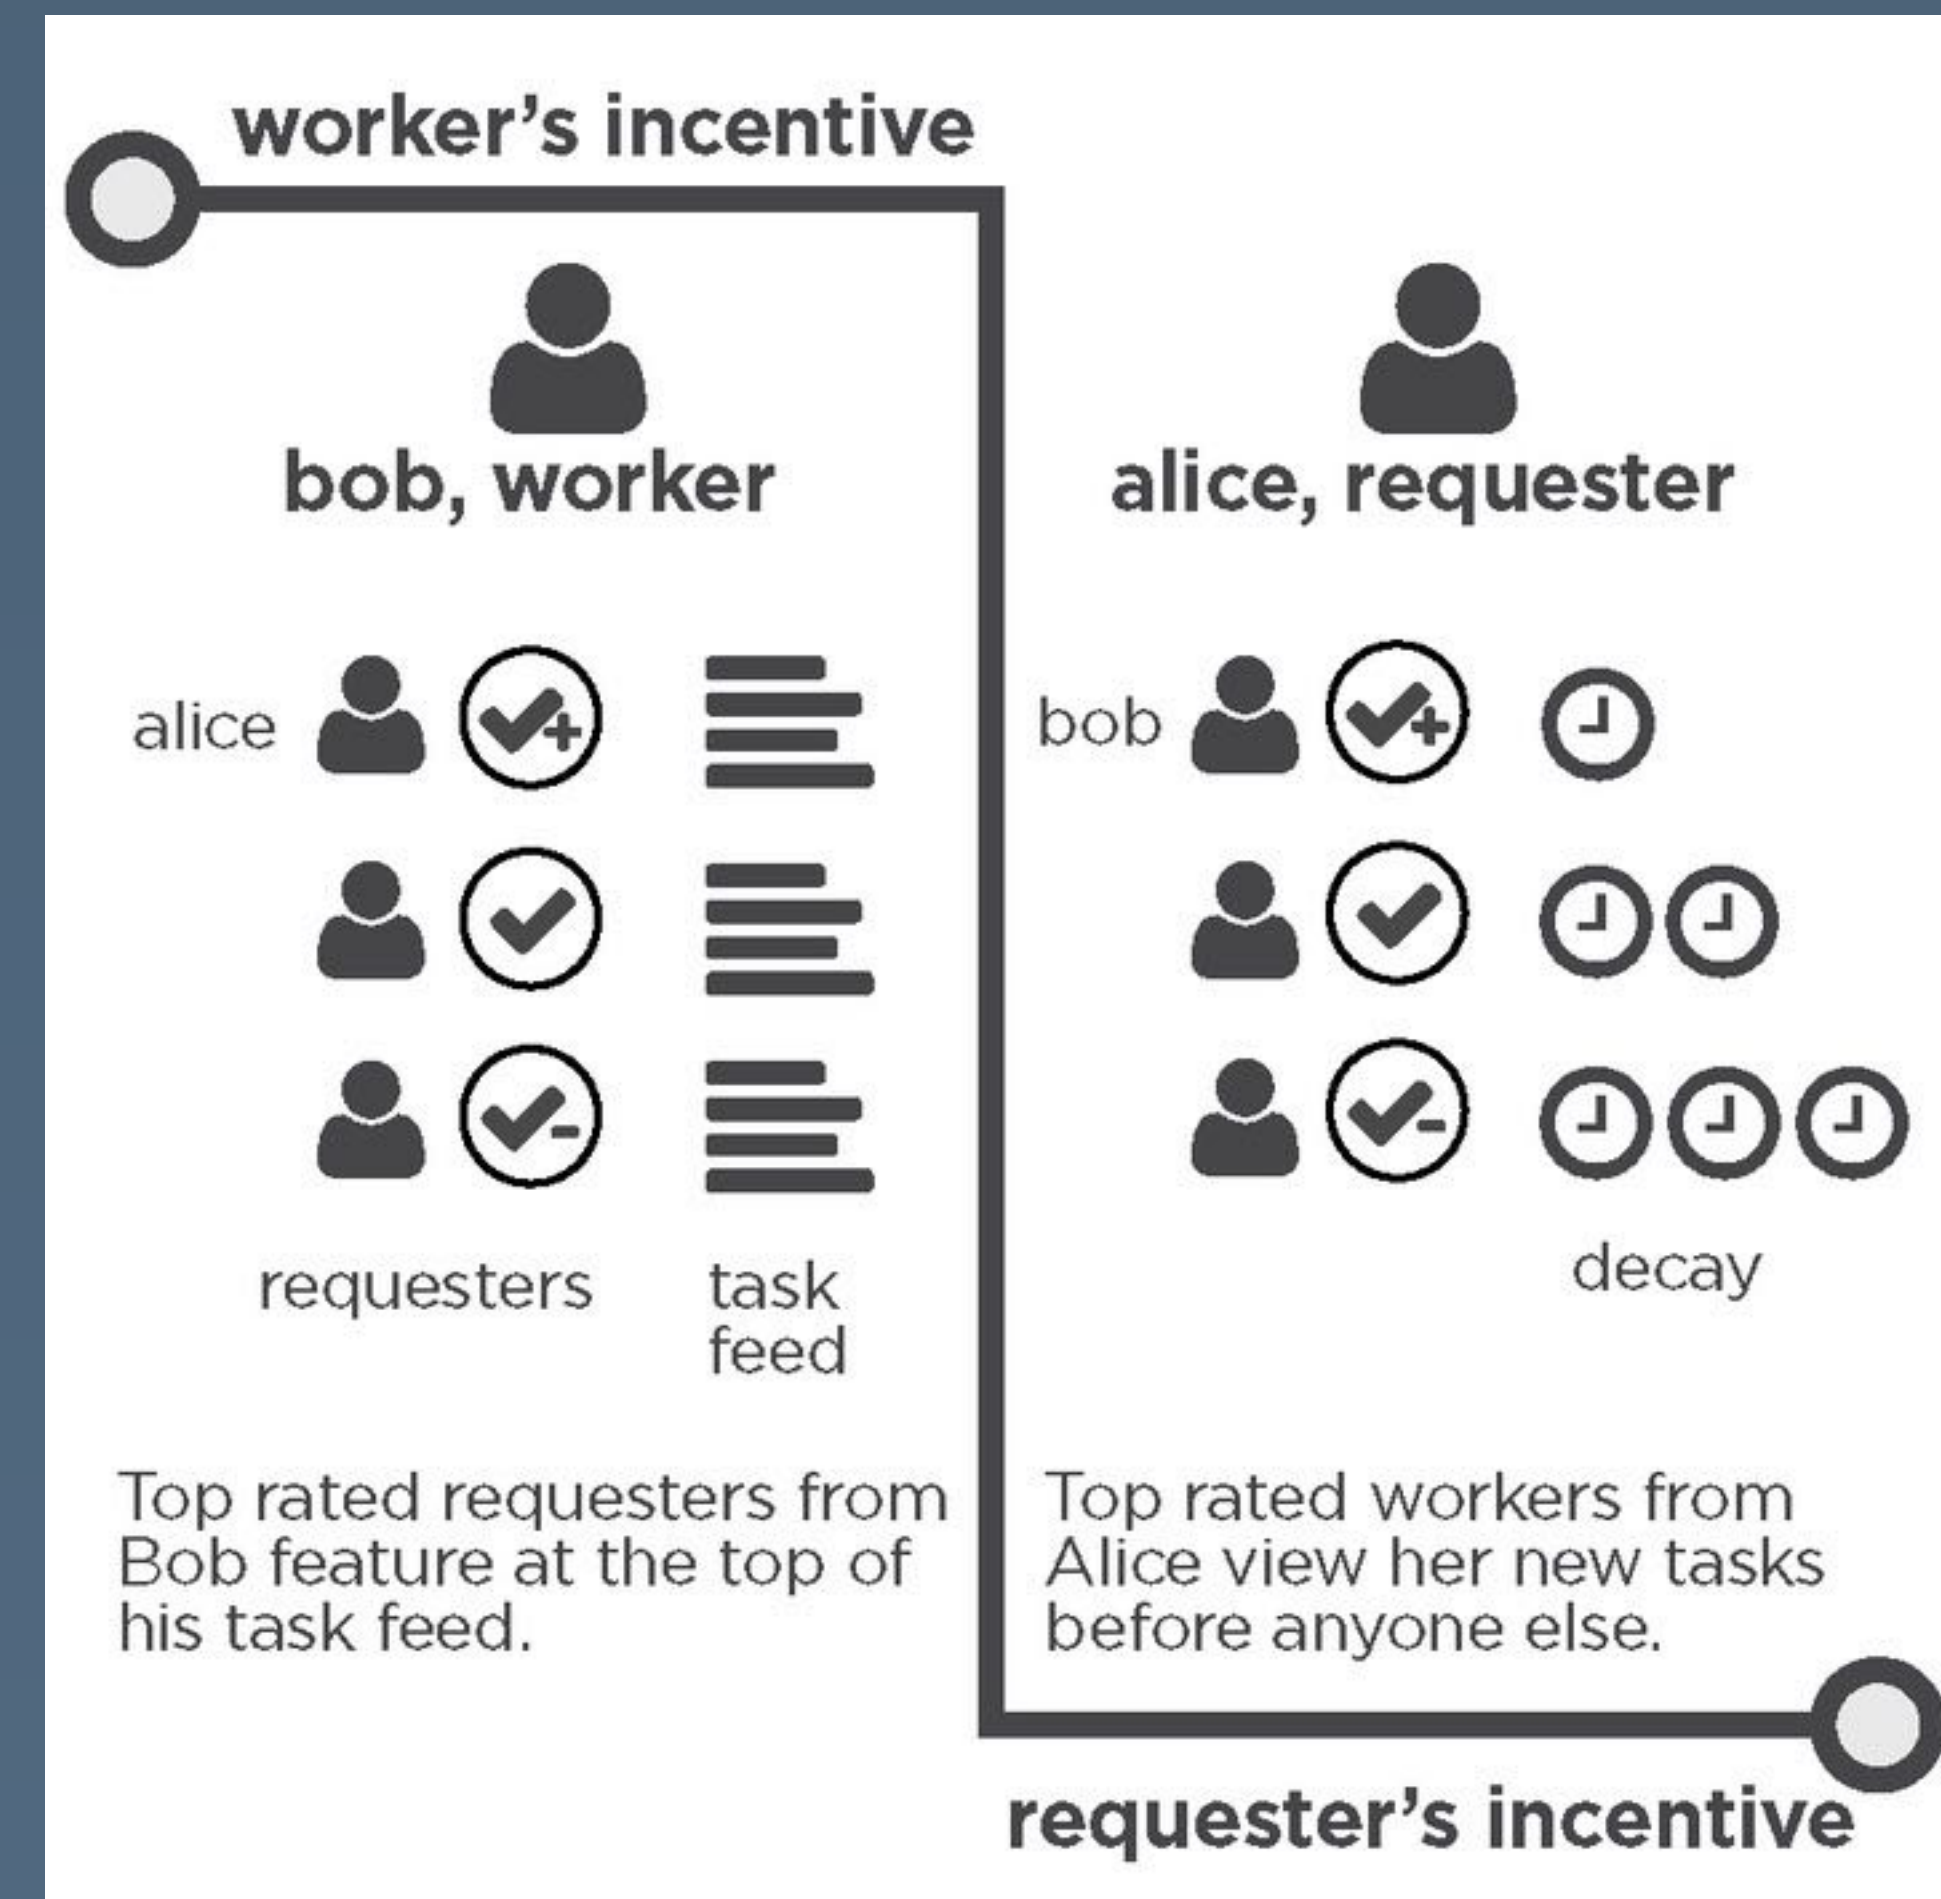 worker's incentive
bob, worker
alice
requesters
task
feed
Top rated requesters from
Bob feature at the top of
his task feed.
alice, requester
bob
decay
Top rated workers from
Alice view her new tasks
before anyone else.
requester's incentive